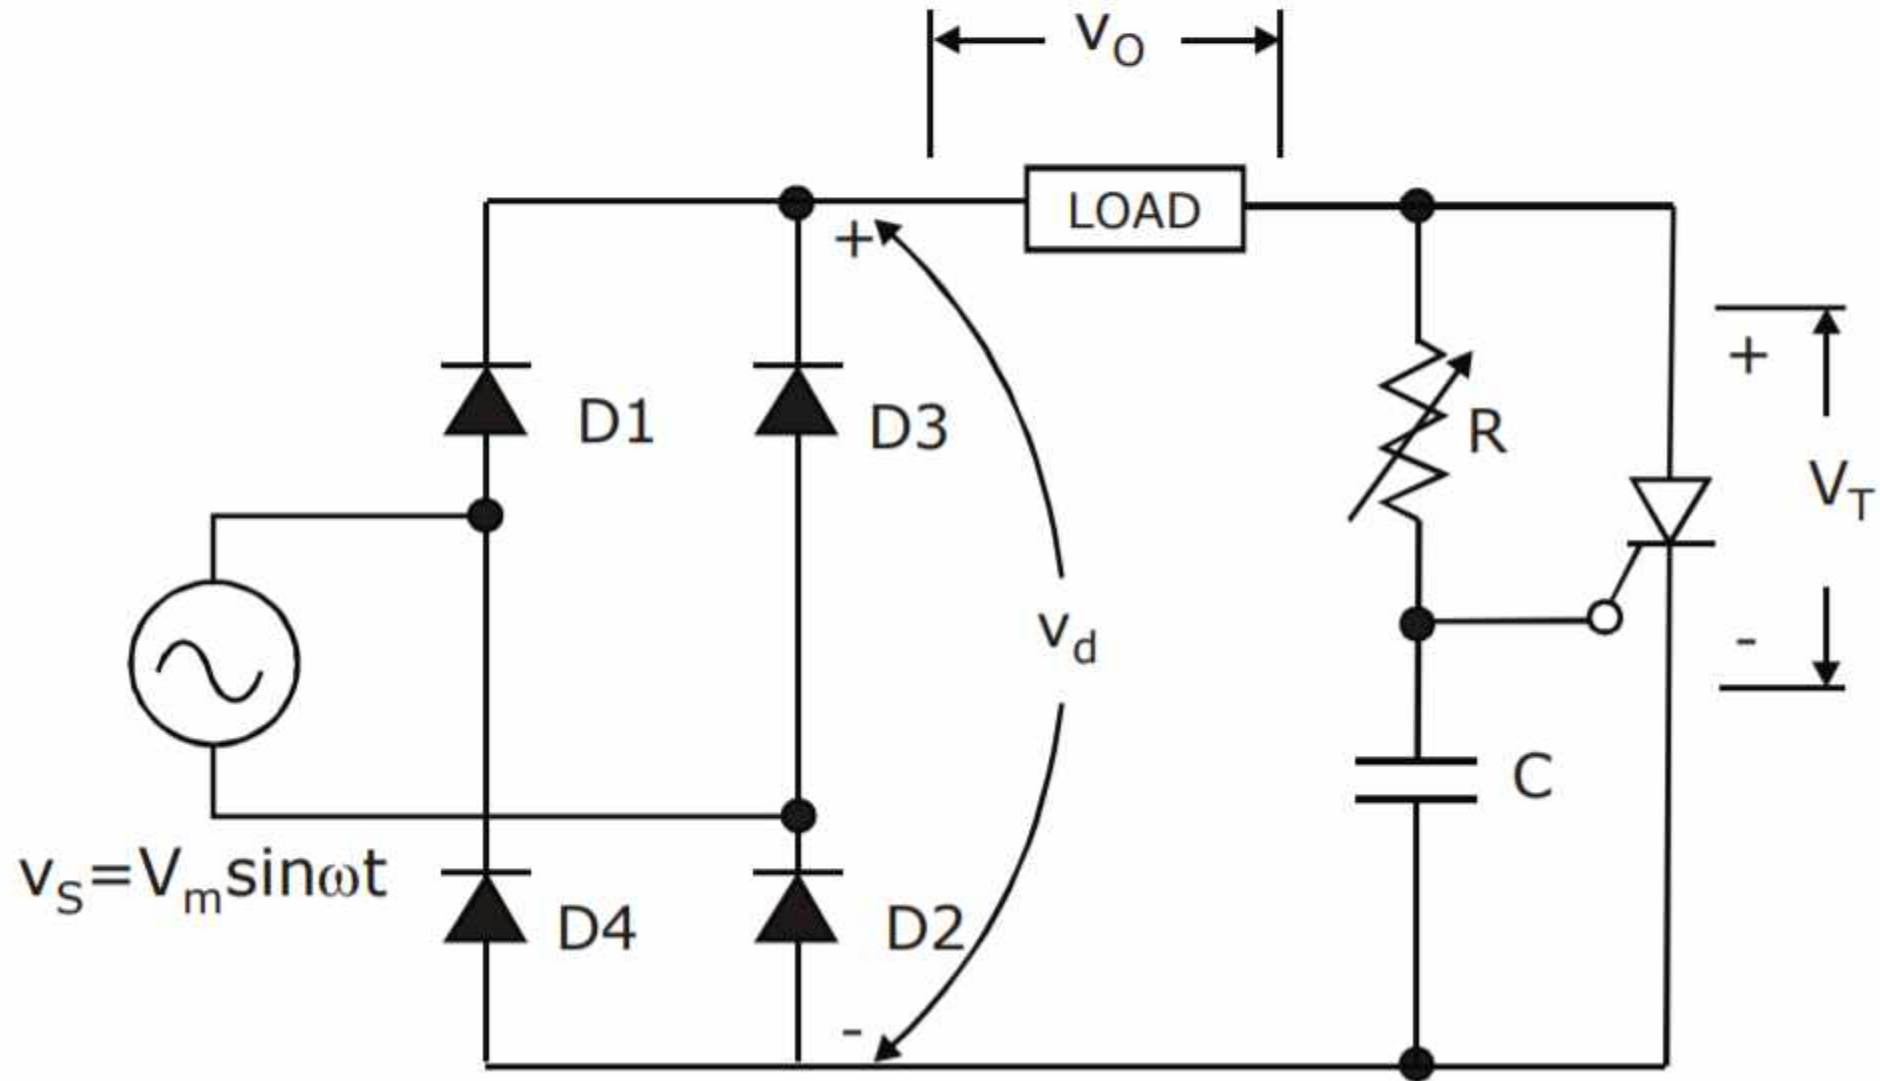 vO
LOAD
+
D1
D3
R
+
VT
vd
-
C
vS=Vmsinωt
D4
D2
-